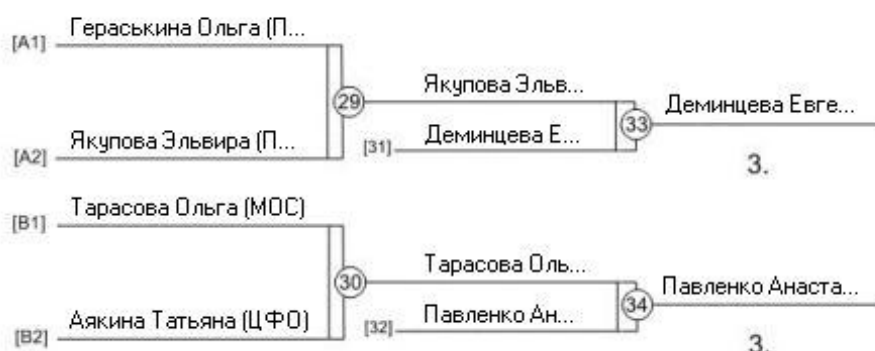 Гераськина Ольга (П...
[A1]
29
Якупова Эльв...
33
Деминцева Евге...
Якупова Эльвира (П...
[A2]
[31]
Деминцева Е...
3.
Тарасова Ольга (МОС)
[B1]
30
Тарасова Оль...
34
Павленко Анаста...
Аякина Татьяна (ЦФО)
[B2]
[32]
Павленко Ан...
3.